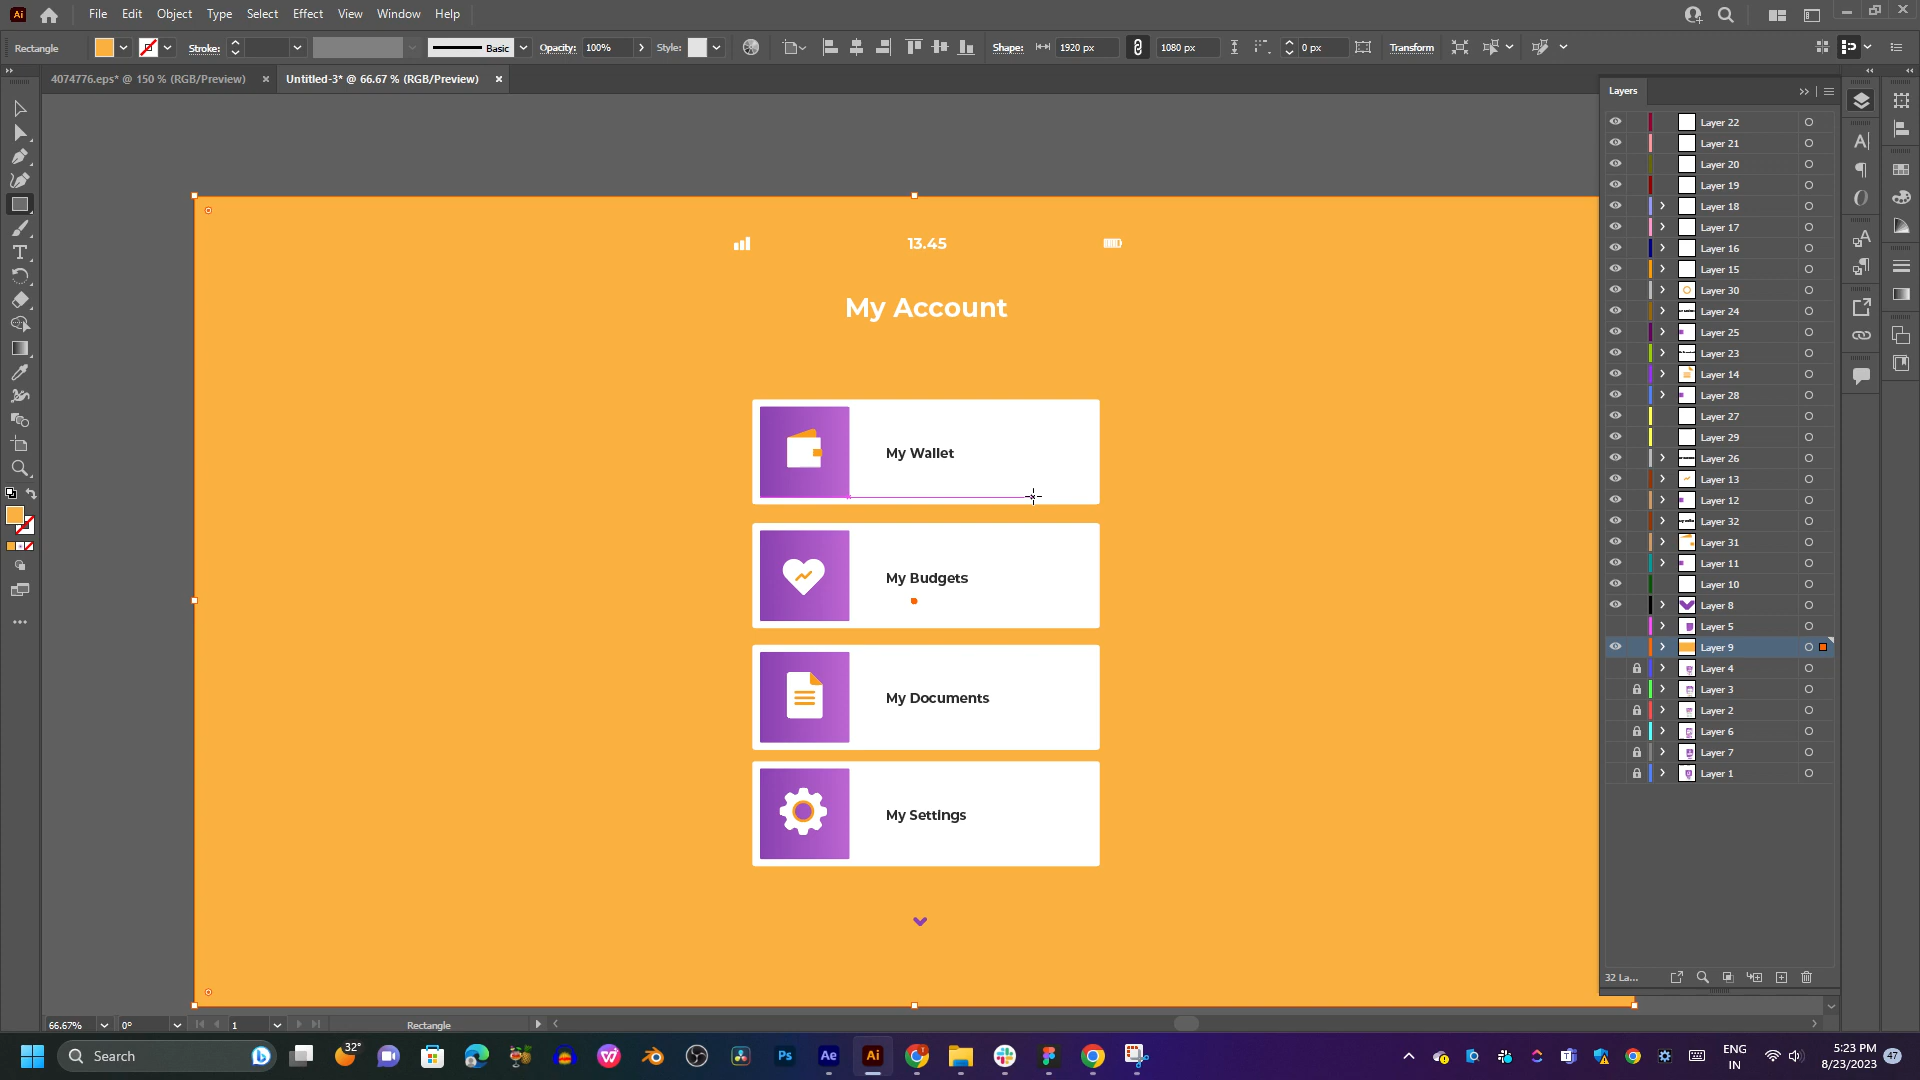 Ai File Edit Object Type Select Effect View Window Help
Rectangle Stroke: Basic Opacity: 100% Style: Shape: 1920 px 1080 px 0 px Transform
4074776.eps* @ 150 % (RGB/Preview) × Untitled-3* @ 66.67 % (RGB/Preview) ×
Layers
Layer 22
Layer 21
Layer 20
Layer 19
Layer 18
Layer 17
Layer 16
Layer 15
Layer 30
Layer 24
Layer 25
Layer 23
Layer 14
Layer 28
Layer 27
Layer 29
Layer 26
Layer 13
Layer 12
Layer 32
Layer 31
Layer 11
Layer 10
Layer 8
Layer 5
Layer 9
Layer 4
Layer 3
Layer 2
Layer 6
Layer 7
Layer 1
32 La...
13.45
My Account
My Wallet
My Budgets
My Documents
My Settings
66.67% 0° 1 Rectangle
Search 32° Ps Ae Ai ENG
IN 5:23 PM
8/23/2023 47